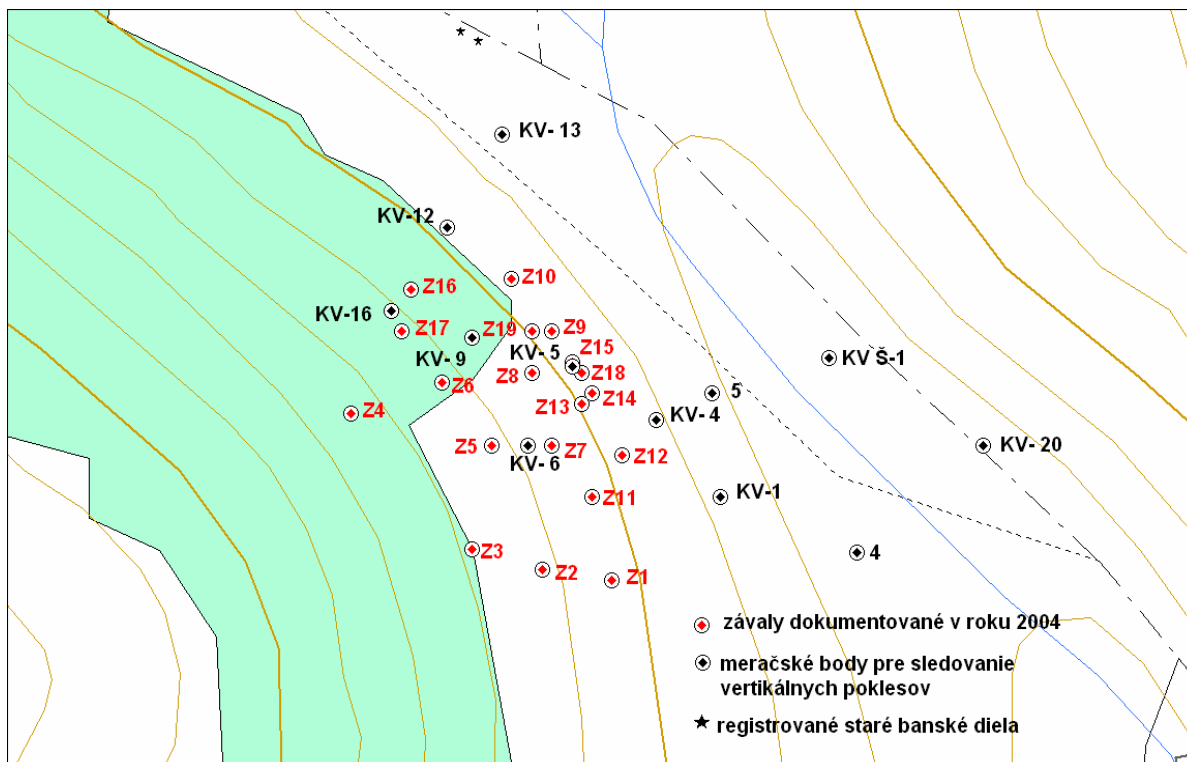 KV- 13
KV-12
Z10
Z16
KV-16
Z17
Z19
Z9
KV- 5
Z15
KV- 9
Z8
Z18
KV Š-1
Z6
Z14
5
Z4
Z13
KV- 4
Z5
Z7
Z12
KV- 20
KV- 6
Z11
KV-1
Z3
4
Z2
Z1
závaly dokumentované v roku 2004
meračské body pre sledovanie
vertikálnych poklesov
registrované staré banské diela